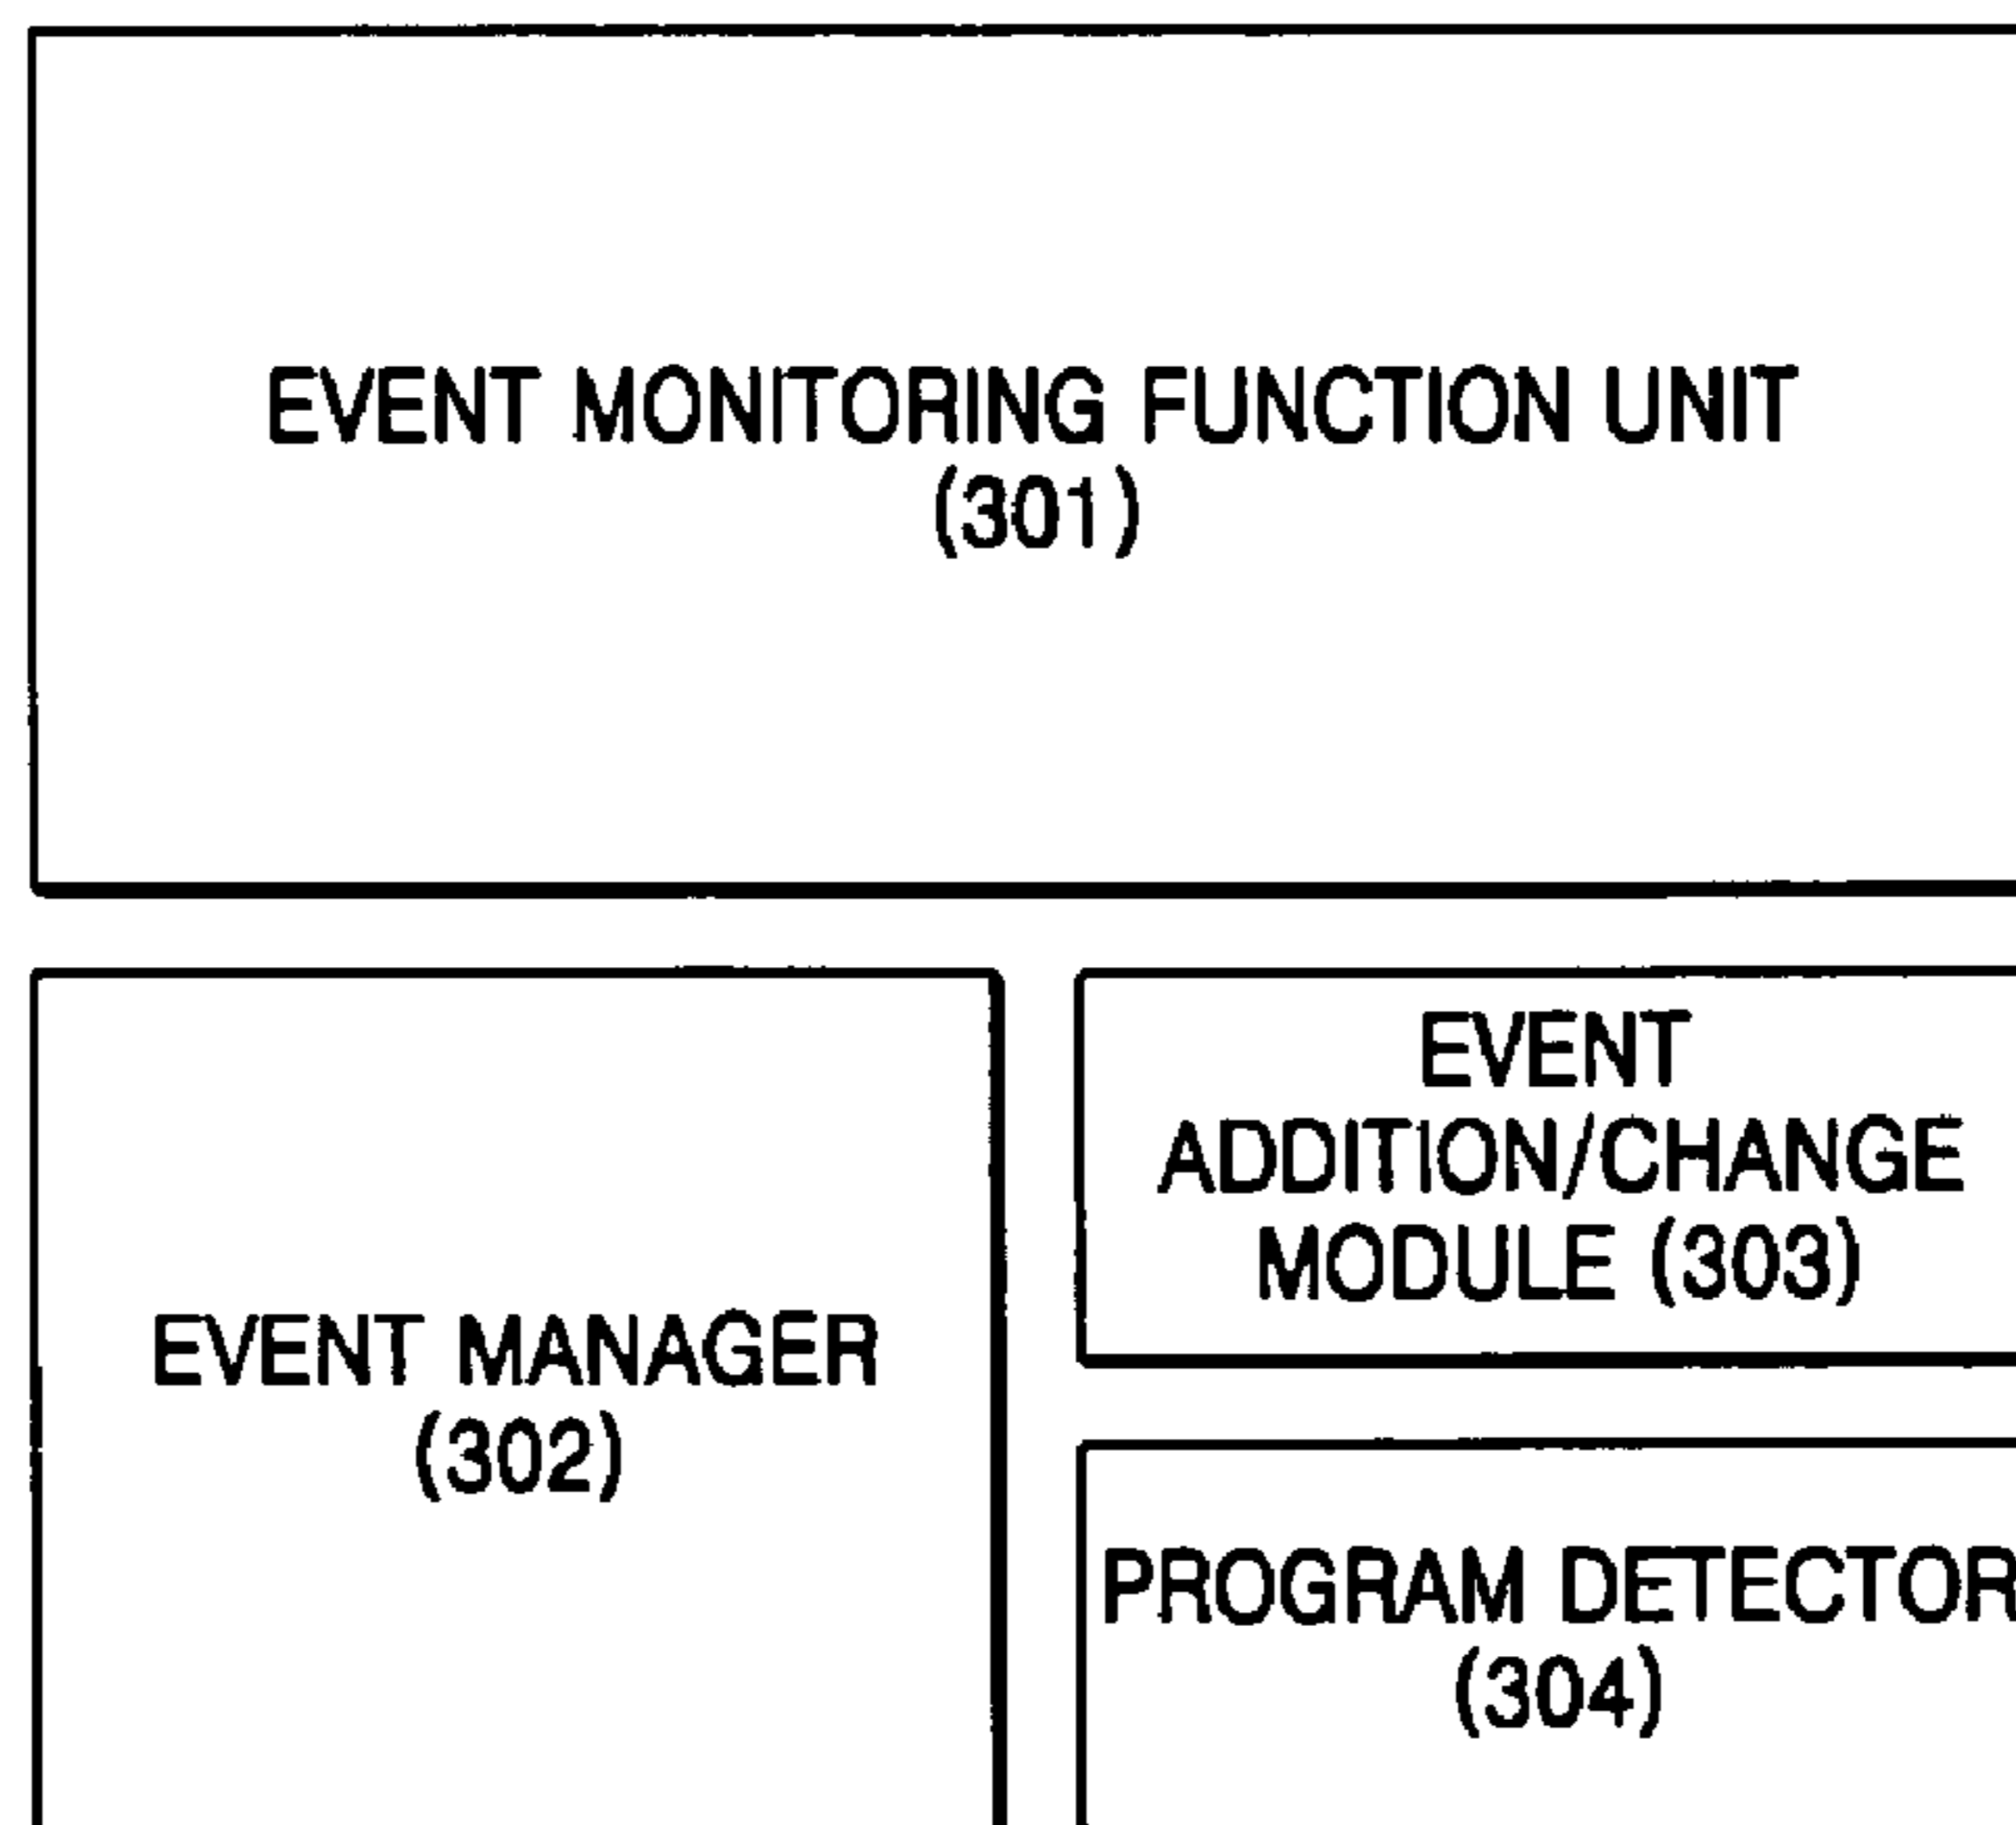 EVENT MONITORING FUNCTION UNIT
(301)
EVENT MANAGER
(302)
EVENT
ADDITION/CHANGE
MODULE (303)
PROGRAM DETECTOR
(304)